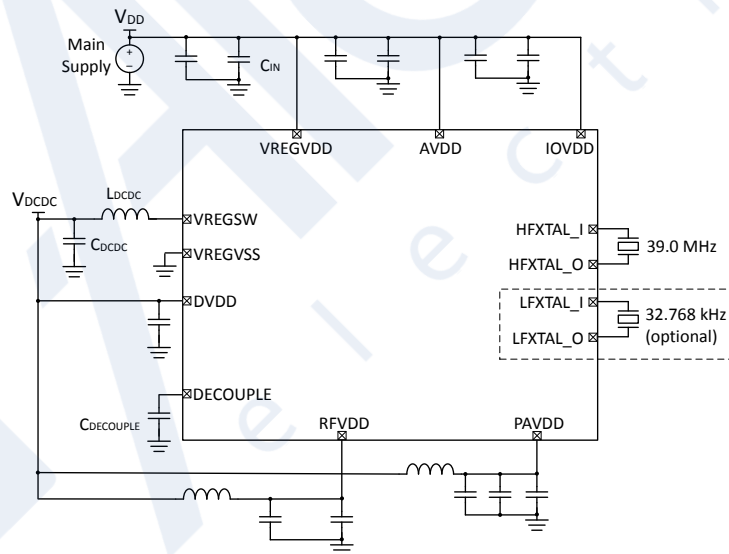 VDD
Main
Supply
+
−
CIN
VREGVDD
AVDD
IOVDD
VDCDC
LDCDC
VREGSW
HFXTAL_I
CDCDC
39.0 MHz
VREGVSS
HFXTAL_O
DVDD
LFXTAL_I
32.768 kHz
(optional)
LFXTAL_O
DECOUPLE
CDECOUPLE
RFVDD
PAVDD